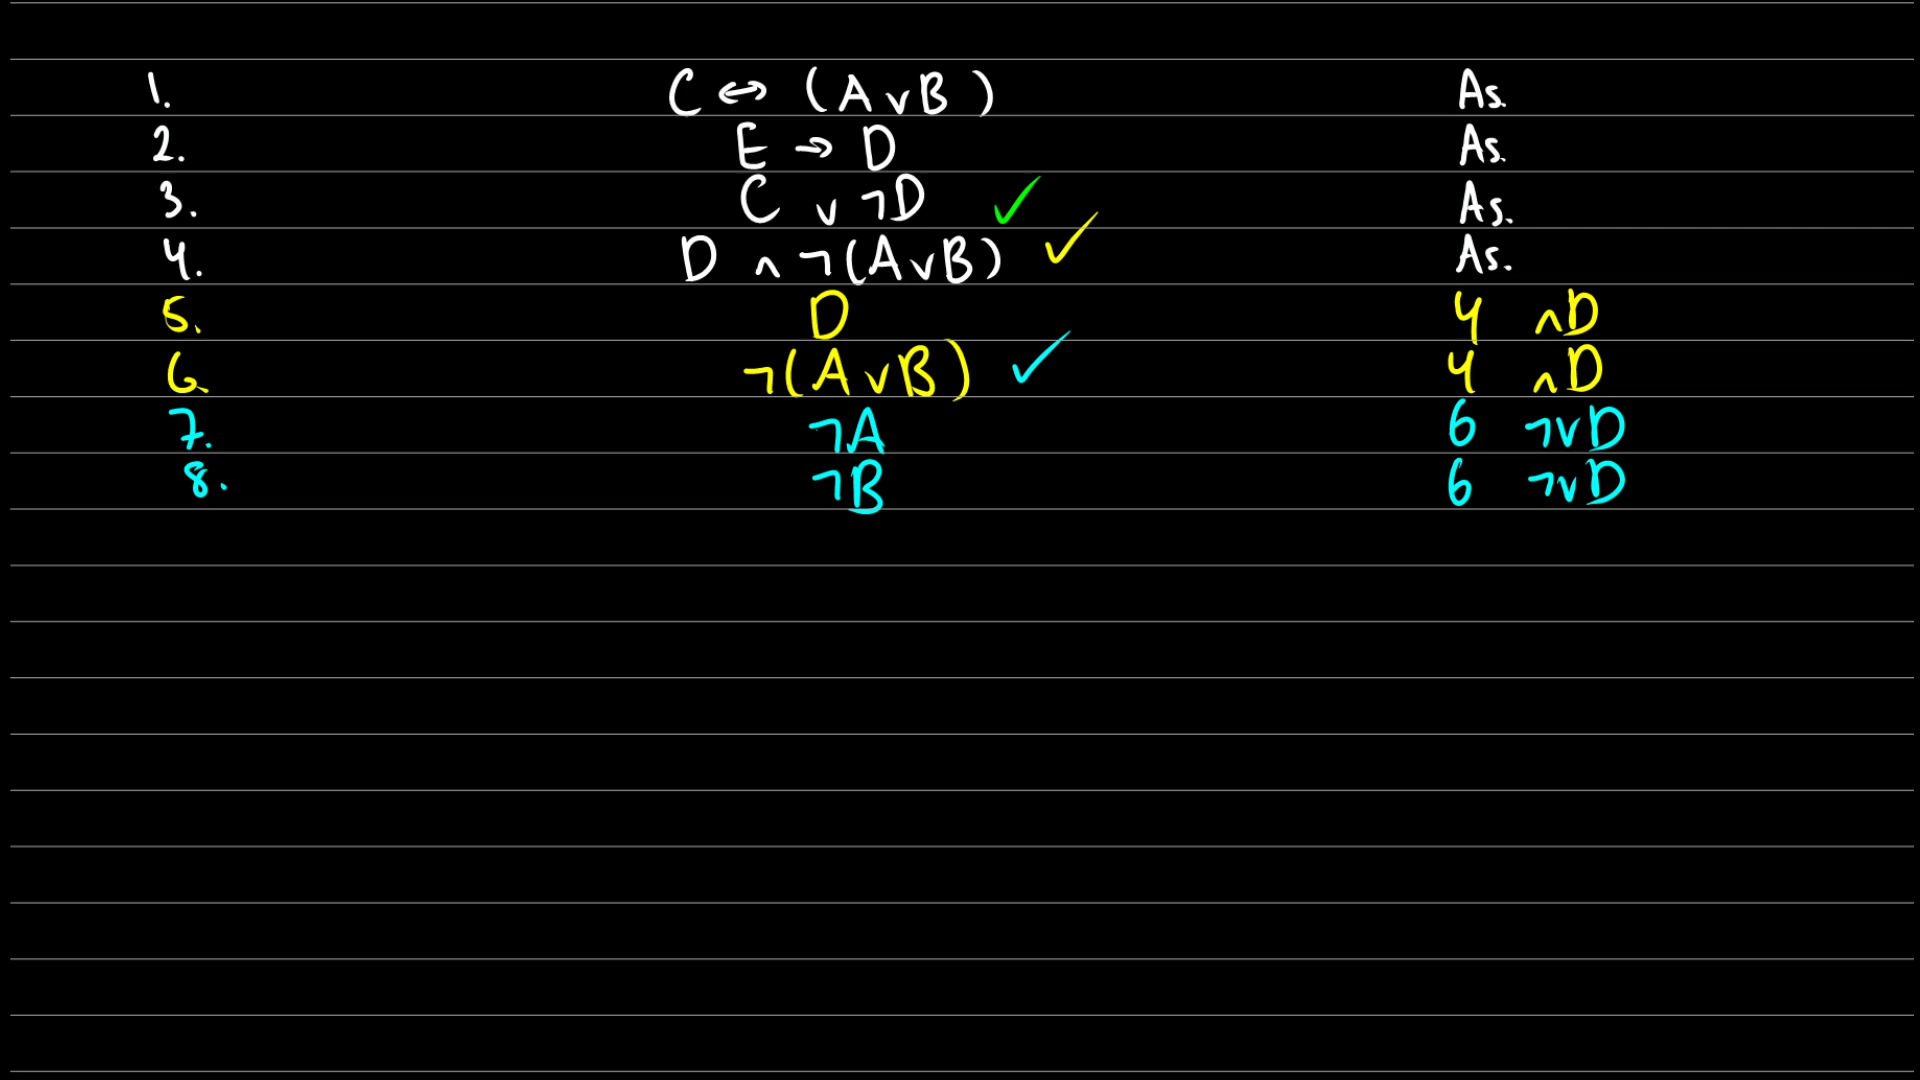 1. C ↔ (A ∨ B) As.
2. E → D As.
3. C ∨ ¬D ✓ As.
4. D ∧ ¬(A ∨ B) ✓ As.
5. D 4 ∧D
6. ¬(A ∨ B) ✓ 4 ∧D
7. ¬A 6 ¬∨D
8. ¬B 6 ¬∨D